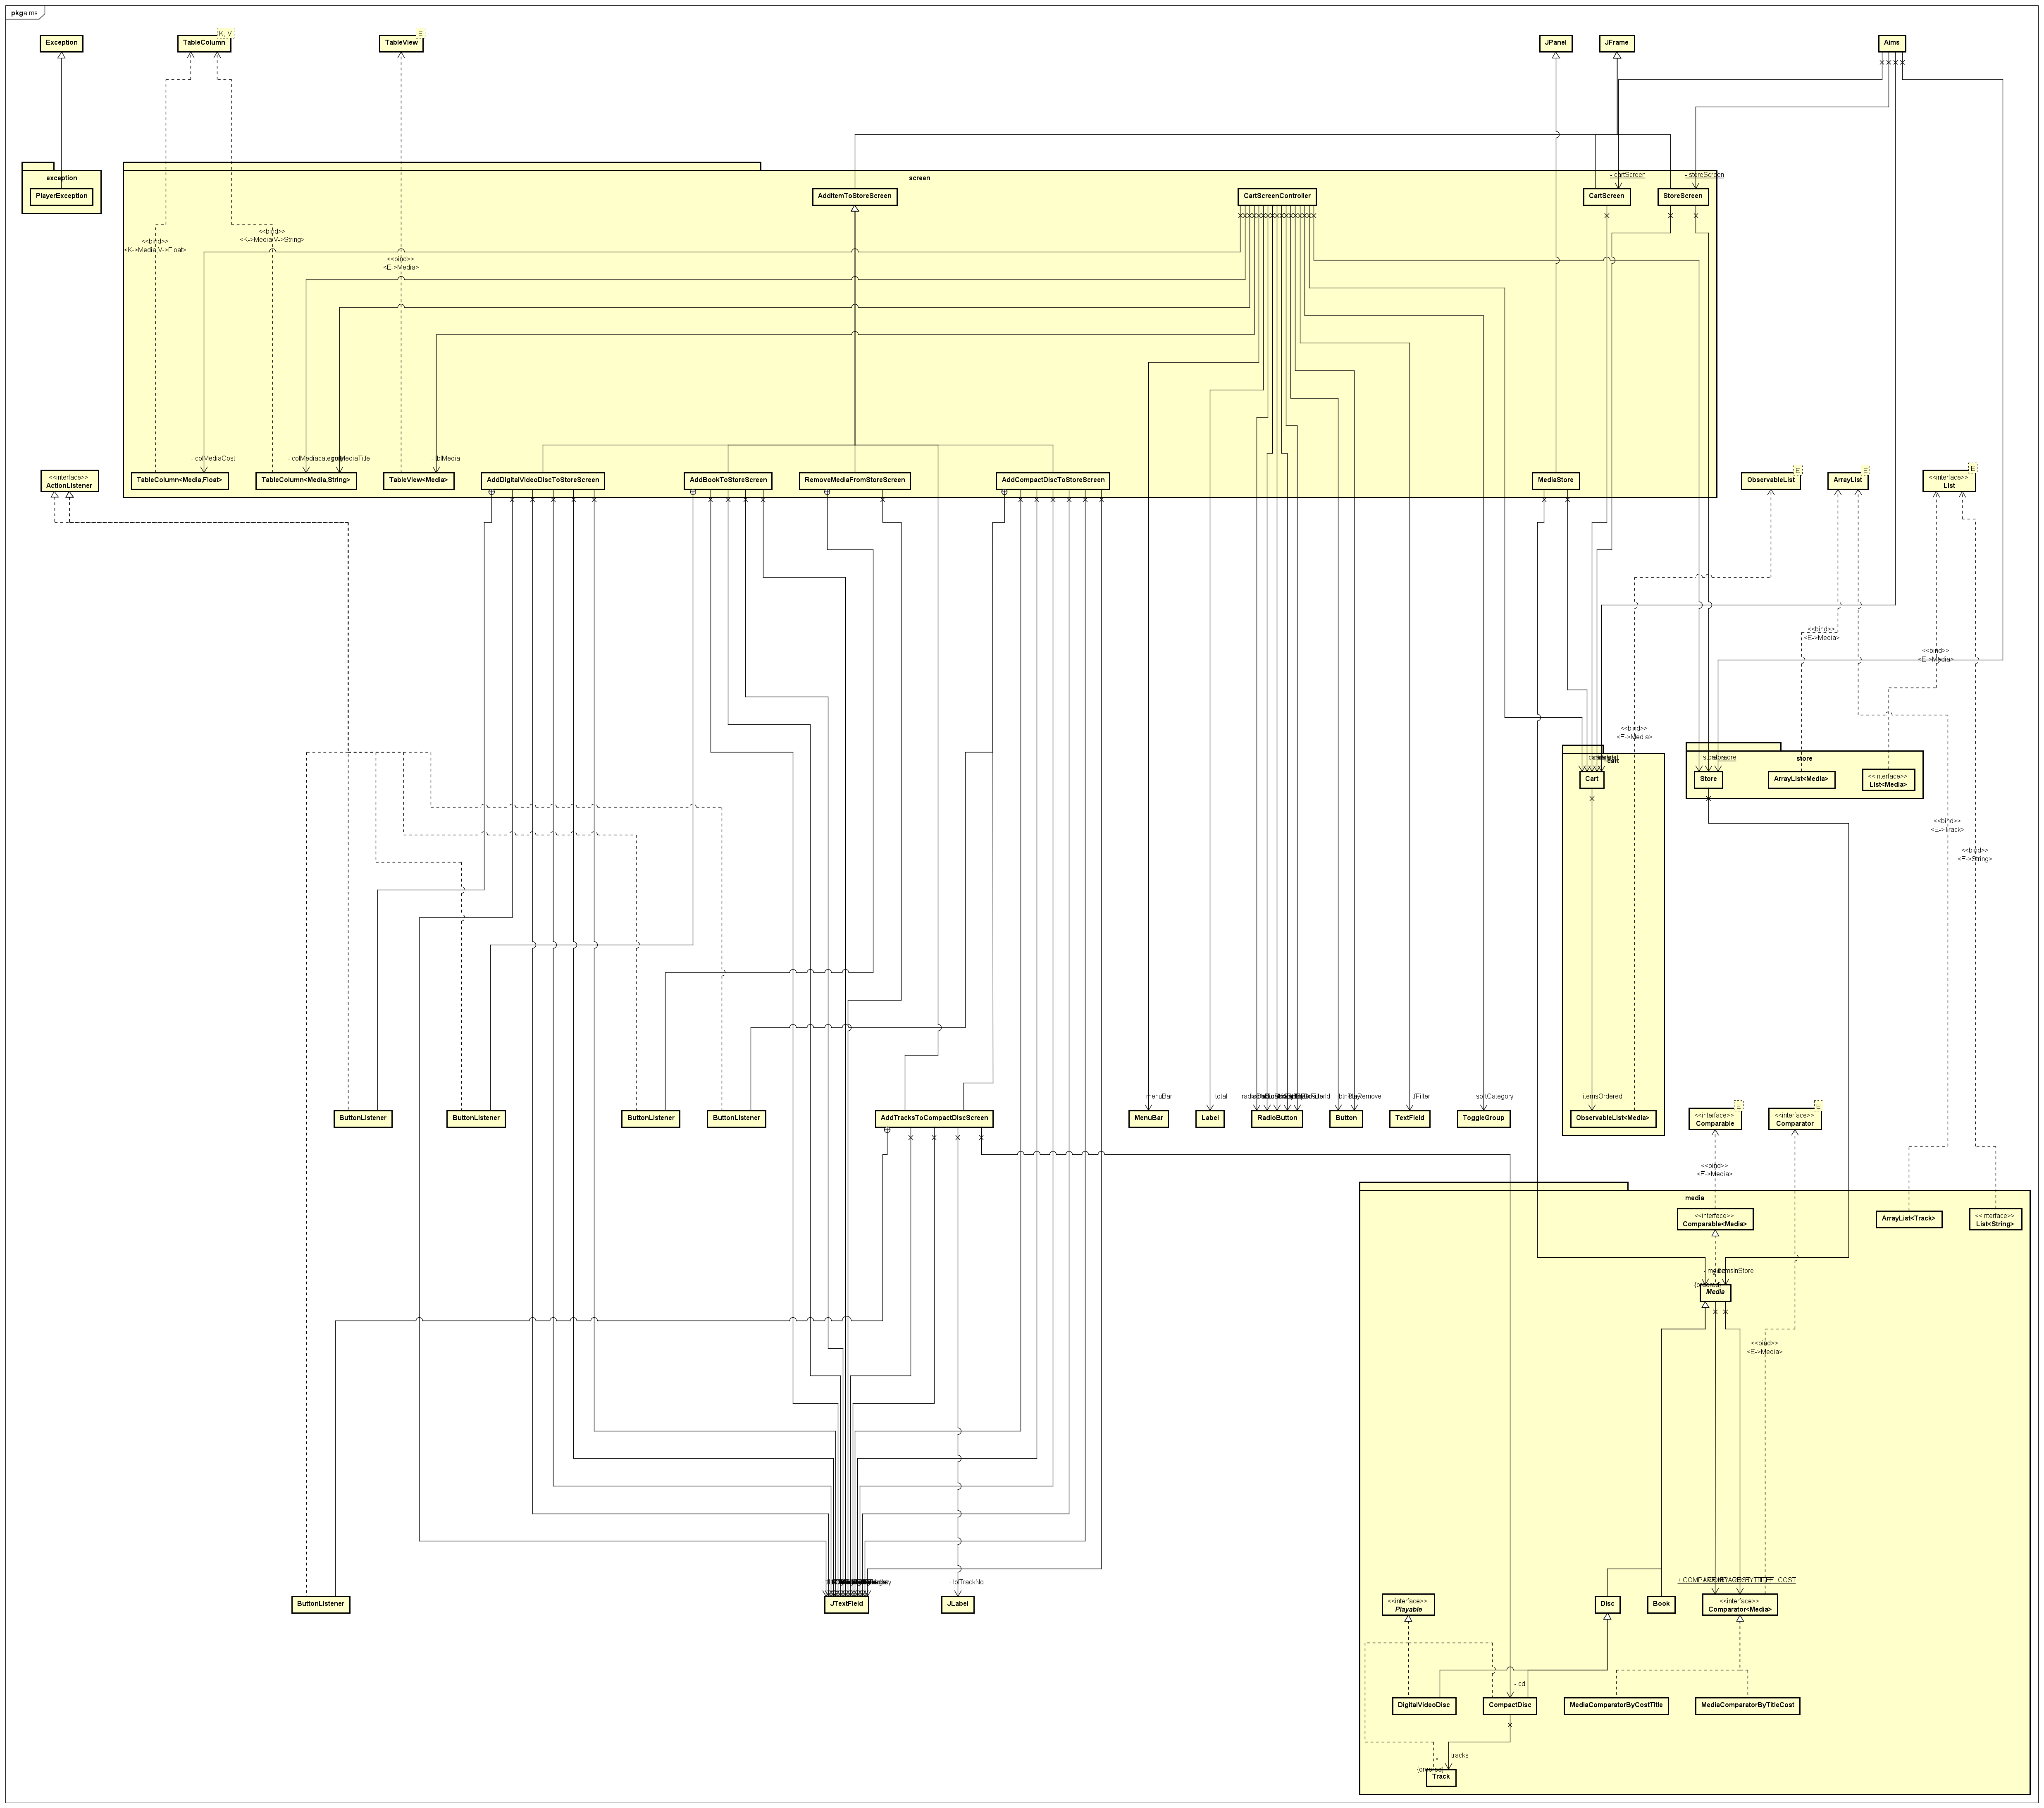 pkg aims
Exception
TableColumn
K, V
TableView
E
JPanel
JFrame
Aims
exception
PlayerException
screen
AddItemToStoreScreen
CartScreenController
- cartScreen
CartScreen
- storeScreen
StoreScreen
<<bind>>
<K->Media,V->Float>
<<bind>>
<K->Media,V->String>
<<bind>>
<E->Media>
- colMediaCost
- colMediacategory
colMediaTitle
- tblMedia
<<interface>>
ActionListener
TableColumn<Media,Float>
TableColumn<Media,String>
TableView<Media>
AddDigitalVideoDiscToStoreScreen
AddBookToStoreScreen
RemoveMediaFromStoreScreen
AddCompactDiscToStoreScreen
MediaStore
ObservableList
E
ArrayList
E
<<interface>>
List
E
<<bind>>
<E->Media>
<<bind>>
<E->Media>
<<bind>>
<E->Media>
cart
Cart
store
- store
store
Store
ArrayList<Media>
<<interface>>
List<Media>
<<bind>>
<E->Track>
<<bind>>
<E->String>
- menuBar
- total
- tfFilter
- sortCategory
- itemsOrdered
ButtonListener
ButtonListener
ButtonListener
ButtonListener
AddTracksToCompactDiscScreen
MenuBar
Label
RadioButton
Button
TextField
ToggleGroup
ObservableList<Media>
<<interface>>
Comparable
E
<<interface>>
Comparator
E
<<bind>>
<E->Media>
media
<<interface>>
Comparable<Media>
ArrayList<Track>
<<interface>>
List<String>
itemsInStore
{ordered}
Media
<<bind>>
<E->Media>
- lblTrackNo
ButtonListener
JTextField
JLabel
<<interface>>
Playable
Disc
Book
<<interface>>
Comparator<Media>
- cd
DigitalVideoDisc
CompactDisc
MediaComparatorByCostTitle
MediaComparatorByTitleCost
- tracks
*
{ordered}
Track